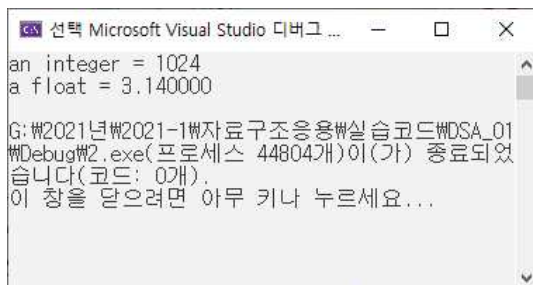 선택 Microsoft Visual Studio 디버그 ...
an integer = 1024
a float = 3.140000
G:₩2021년₩2021-1₩자료구조응용₩실습코드₩DSA_01
₩Debug₩2.exe(프로세스 44804개)이(가) 종료되었
습니다(코드: 0개).
이 창을 닫으려면 아무 키나 누르세요...